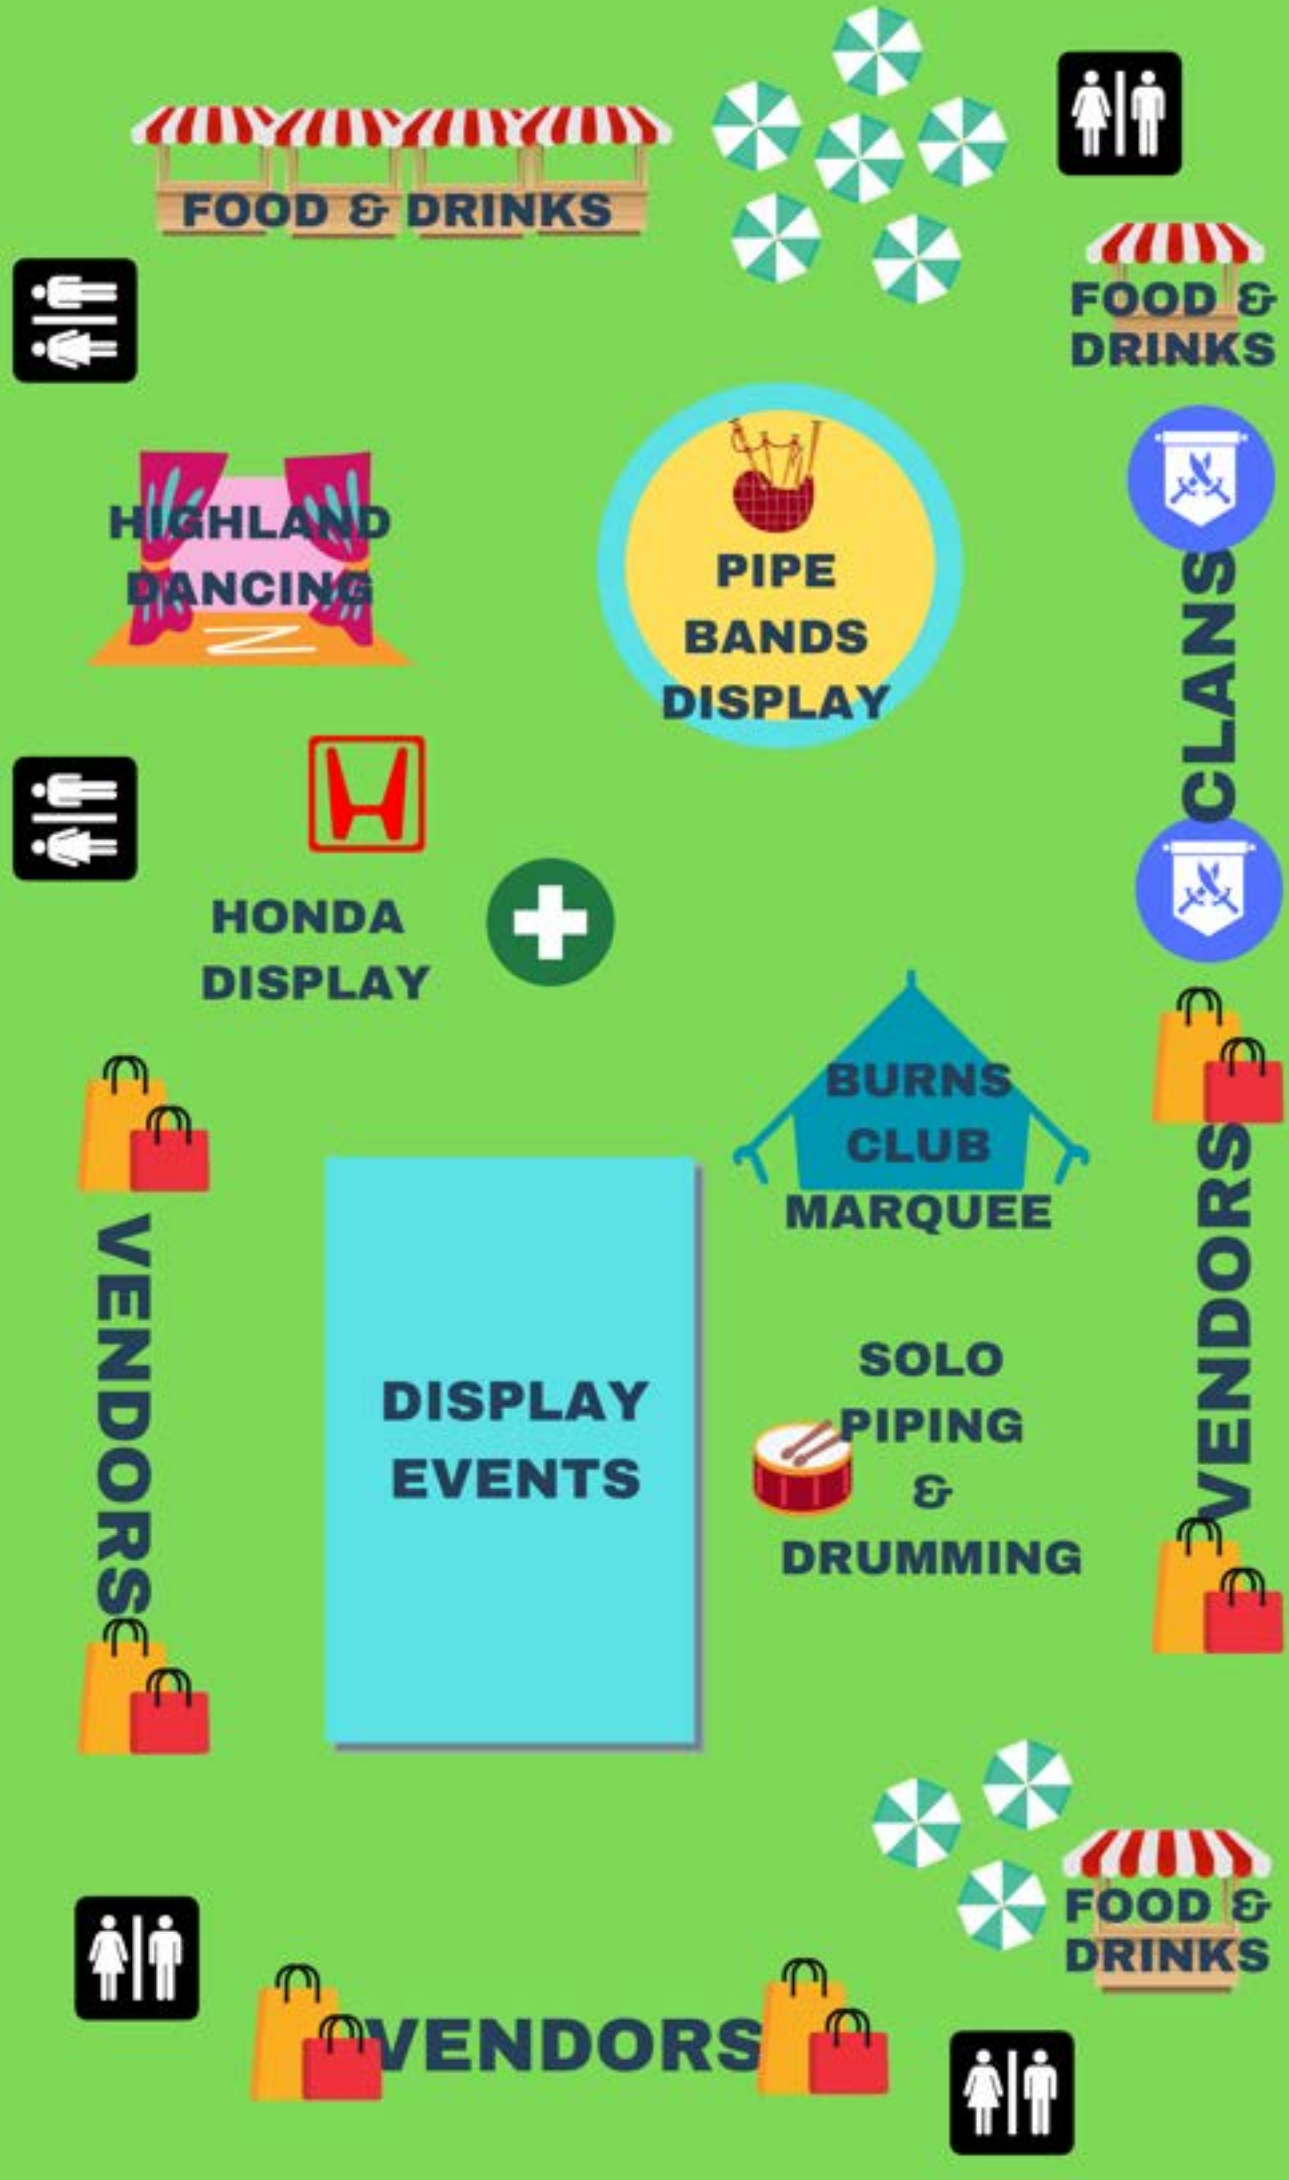 FOOD & DRINKS
FOOD &
DRINKS
HIGHLAND
DANCING
PIPE
BANDS
DISPLAY
CLANS
HONDA
DISPLAY
BURNS
CLUB
MARQUEE
VENDORS
VENDORS
DISPLAY
EVENTS
SOLO
PIPING
&
DRUMMING
FOOD &
DRINKS
VENDORS